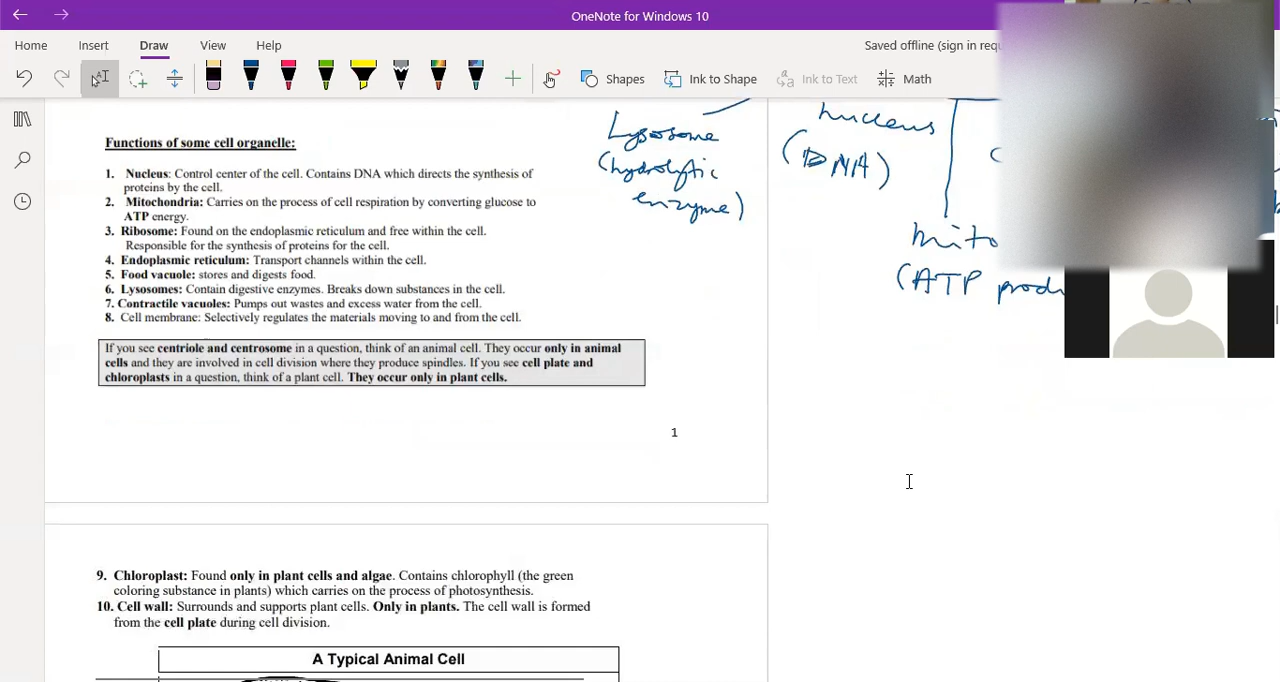 OneNote for Windows 10
Home Insert Draw View Help
Saved offline (sign in
Shapes Ink to Shape Ink to Text Math
Functions of some cell organelle:
1. Nucleus: Control center of the cell. Contains DNA which directs the synthesis of
proteins by the cell.
2. Mitochondria: Carries on the process of cell respiration by converting glucose to
ATP energy.
3. Ribosome: Found on the endoplasmic reticulum and free within the cell.
Responsible for the synthesis of proteins for the cell.
4. Endoplasmic reticulum: Transport channels within the cell.
5. Food vacuole: stores and digests food.
6. Lysosomes: Contain digestive enzymes. Breaks down substances in the cell.
7. Contractile vacuoles: Pumps out wastes and excess water from the cell.
8. Cell membrane: Selectively regulates the materials moving to and from the cell.
If you see centriole and centrosome in a question, think of an animal cell. They occur only in animal
cells and they are involved in cell division where they produce spindles. If you see cell plate and
chloroplasts in a question, think of a plant cell. They occur only in plant cells.
1
Lysosome
(hydrolytic
enzyme)
nucleus
(DNA)
mito
(ATP prod
9. Chloroplast: Found only in plant cells and algae. Contains chlorophyll (the green
coloring substance in plants) which carries on the process of photosynthesis.
10. Cell wall: Surrounds and supports plant cells. Only in plants. The cell wall is formed
from the cell plate during cell division.
A Typical Animal Cell